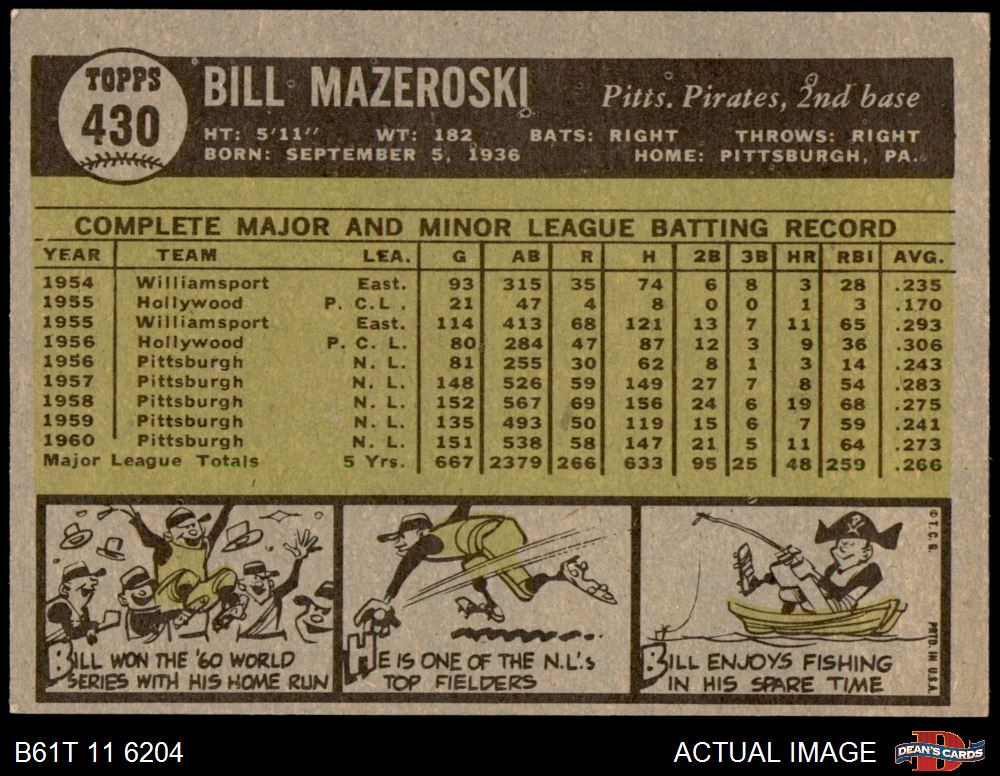 TOPPS
430
BILL MAZEROSKI
Pitts. Pirates, 2nd base
HT: 5'11" WT: 182 BATS: RIGHT THROWS: RIGHT
BORN: SEPTEMBER 5, 1936 HOME: PITTSBURGH, PA.
COMPLETE MAJOR AND MINOR LEAGUE BATTING RECORD
YEAR TEAM LEA. G AB R H 2B 3B HR RBI AVG.
1954 Williamsport East. 93 315 35 74 6 8 3 28 .235
1955 Hollywood P. C.L. 21 47 4 8 0 0 1 3 .170
1955 Williamsport East. 114 413 68 121 13 7 11 65 .293
1956 Hollywood P. C. L. 80 284 47 87 12 3 9 36 .306
1956 Pittsburgh N. L. 81 255 30 62 8 1 3 14 .243
1957 Pittsburgh N. L. 148 526 59 149 27 7 8 54 .283
1958 Pittsburgh N. L. 152 567 69 156 24 6 19 68 .275
1959 Pittsburgh N. L. 135 493 50 119 15 6 7 59 .241
1960 Pittsburgh N. L. 151 538 58 147 21 5 11 64 .273
Major League Totals 5 Yrs. 667 2379 266 633 95 25 48 259 .266
BILL WON THE '60 WORLD
SERIES WITH HIS HOME RUN
HE IS ONE OF THE N.L.'s
TOP FIELDERS
BILL ENJOYS FISHING
IN HIS SPARE TIME
© T. C. G.
PRTD. IN U.S.A.
B61T 11 6204
ACTUAL IMAGE
D
DEAN'S CARDS